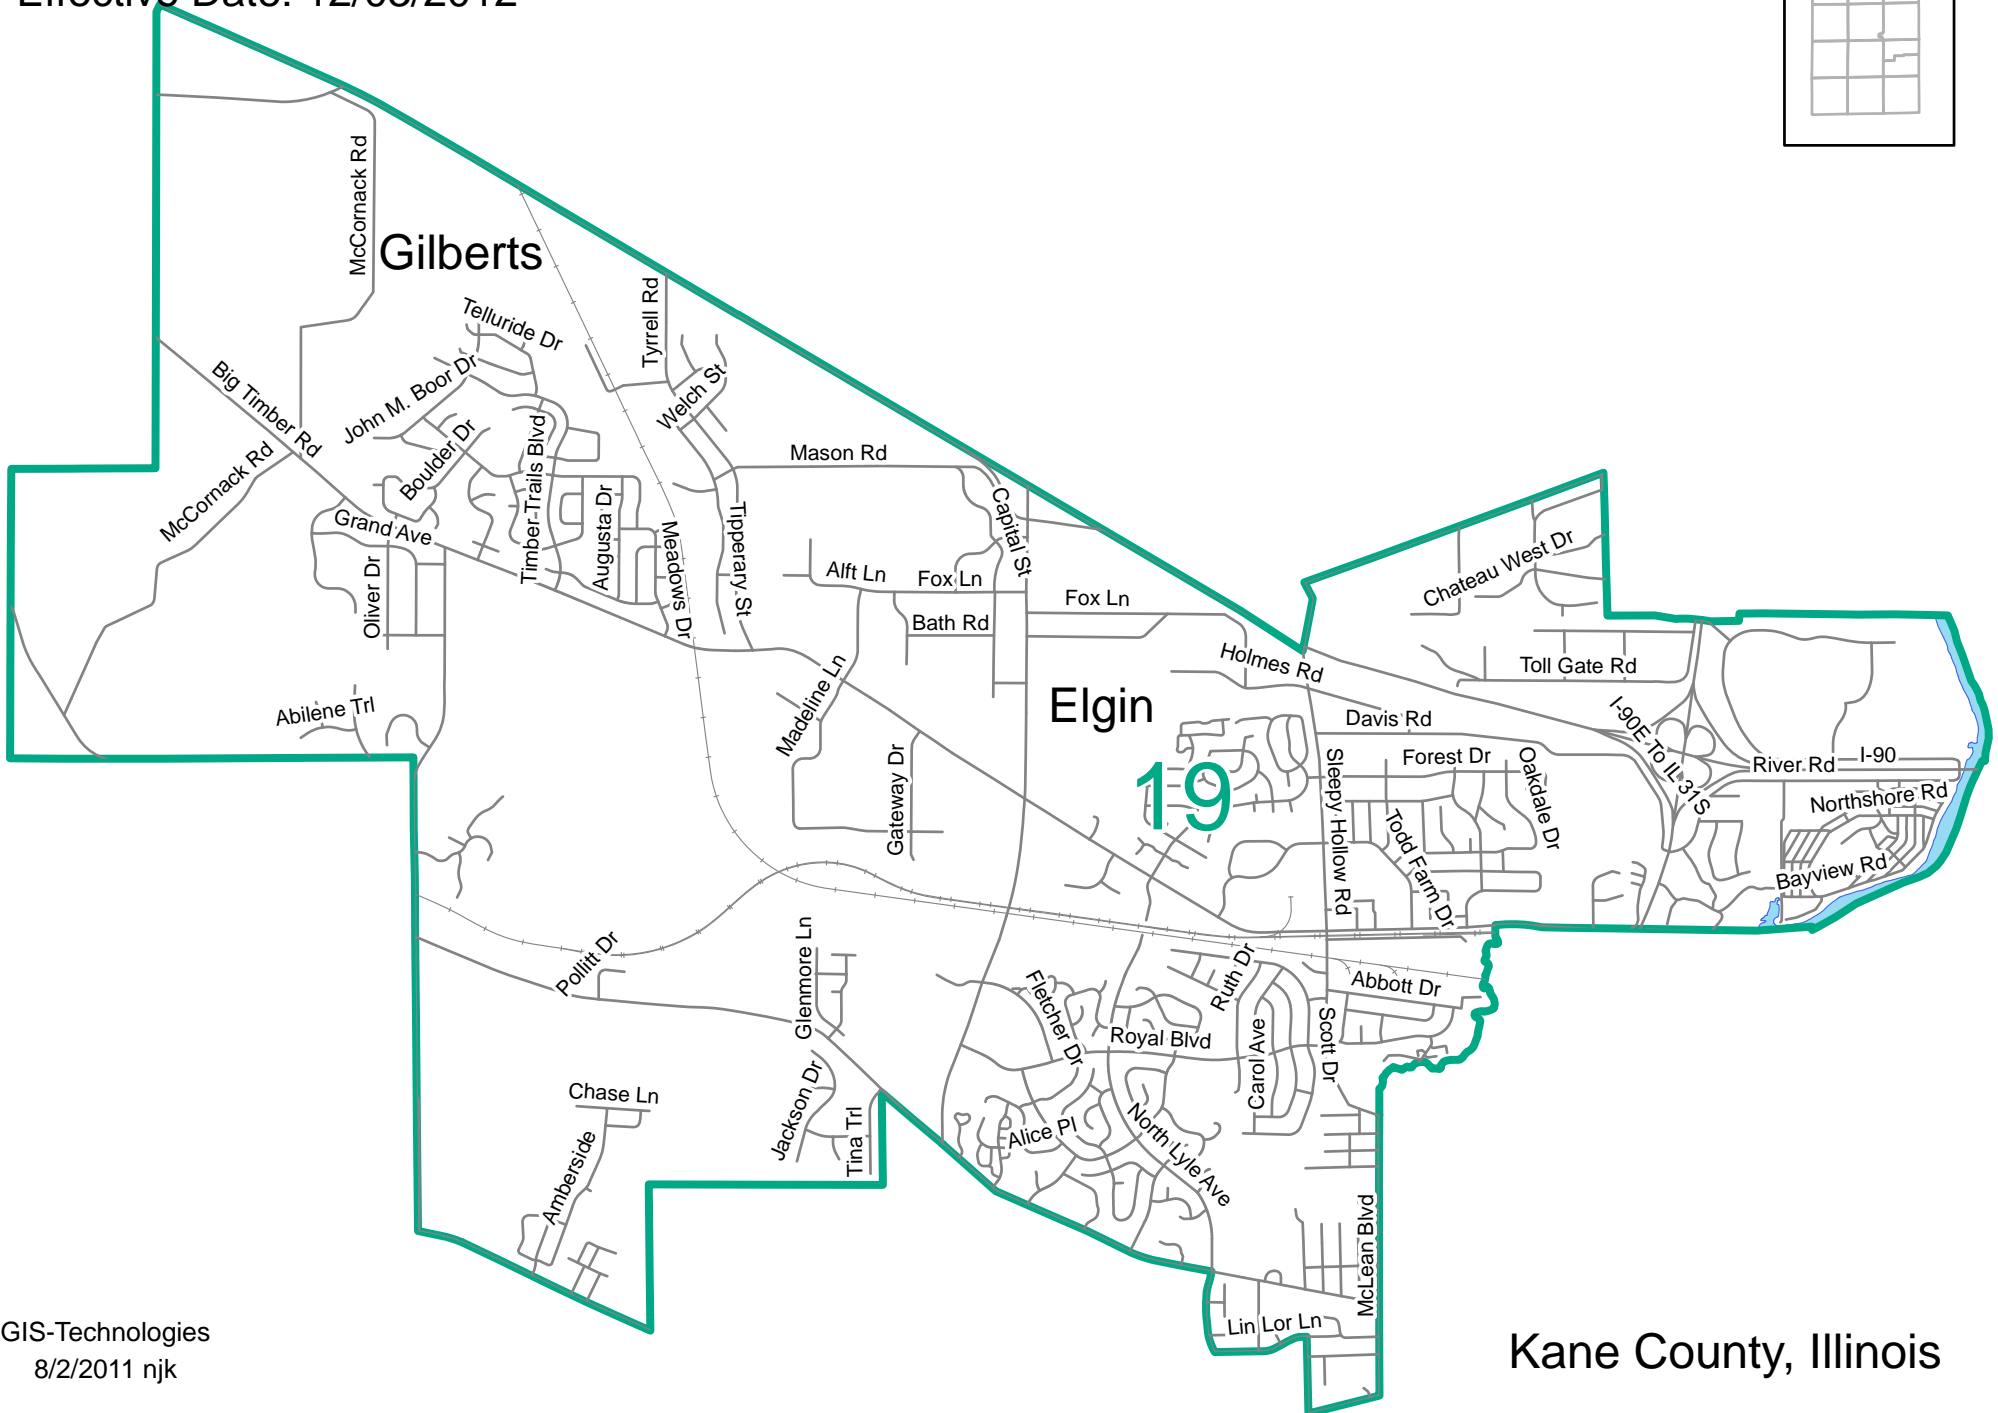 Effective Date: 12/03/2012
McCornack Rd
Gilberts
Telluride Dr
Tyrrell Rd
John M. Boor Dr
Welch St
Big Timber Rd
McCornack Rd
Boulder Dr
Timber Trails Blvd
Mason Rd
Capital St
Grand Ave
Augusta Dr
Meadows Dr
Tipperary St
Oliver Dr
Alft Ln
Fox Ln
Fox Ln
Bath Rd
Chateau West Dr
Holmes Rd
Toll Gate Rd
Abilene Trl
Madeline Ln
Elgin
Davis Rd
I-90E To IL 31S
Gateway Dr
19
Sleepy Hollow Rd
Forest Dr
Oakdale Dr
River Rd
I-90
Northshore Rd
Todd Farm Dr
Bayview Rd
Pollitt Dr
Glenmore Ln
Fletcher Dr
Ruth Dr
Abbott Dr
Royal Blvd
Carol Ave
Scott Dr
Jackson Dr
Chase Ln
Tina Trl
Alice Pl
North Lyle Ave
Amberside
McLean Blvd
Lin Lor Ln
GIS-Technologies
8/2/2011 njk
Kane County, Illinois